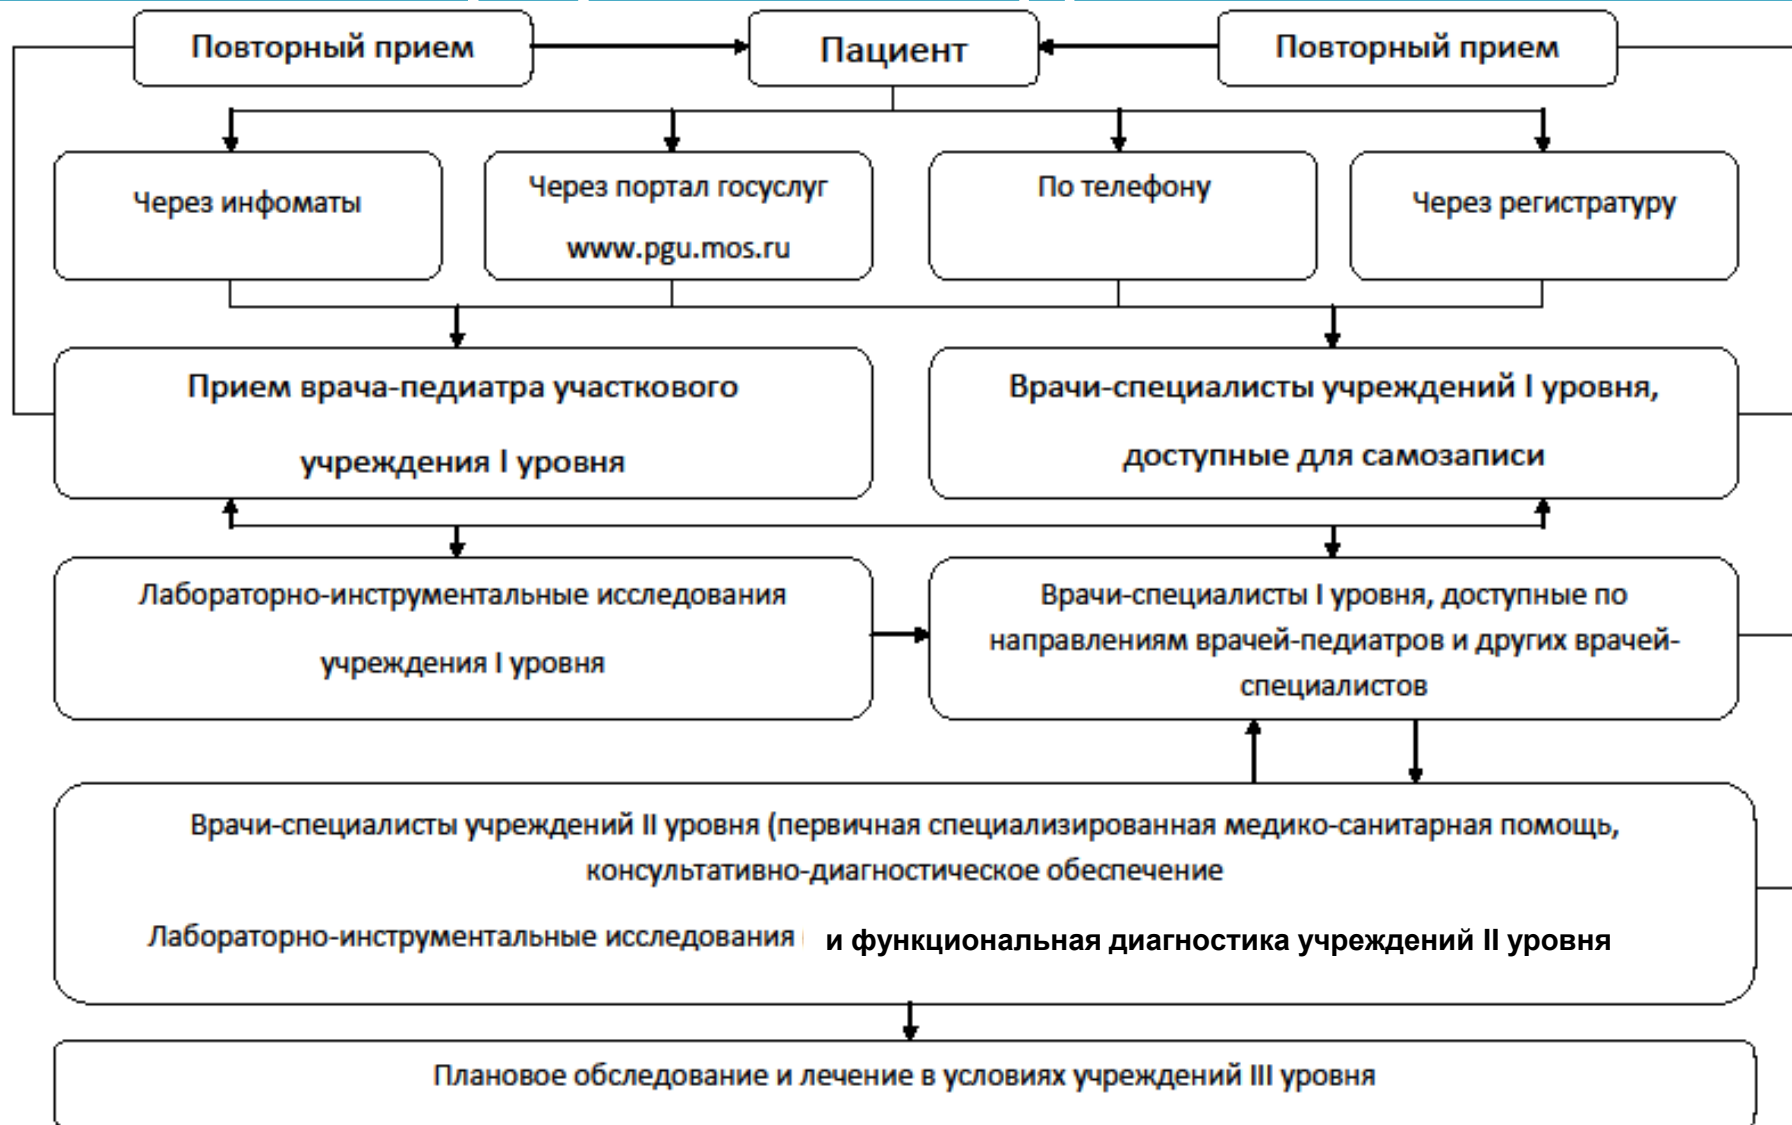 Повторный прием
Пациент
Повторный прием
Через инфоматы
Через портал госуслуг
www.pgu.mos.ru
По телефону
Через регистратуру
Прием врача-педиатра участкового
учреждения I уровня
Врачи-специалисты учреждений I уровня,
доступные для самозаписи
Лабораторно-инструментальные исследования
учреждения I уровня
Врачи-специалисты I уровня, доступные по
направлениям врачей-педиатров и других врачей-
специалистов
Врачи-специалисты учреждений II уровня (первичная специализированная медико-санитарная помощь,
консультативно-диагностическое обеспечение
Лабораторно-инструментальные исследования и функциональная диагностика учреждений II уровня
Плановое обследование и лечение в условиях учреждений III уровня